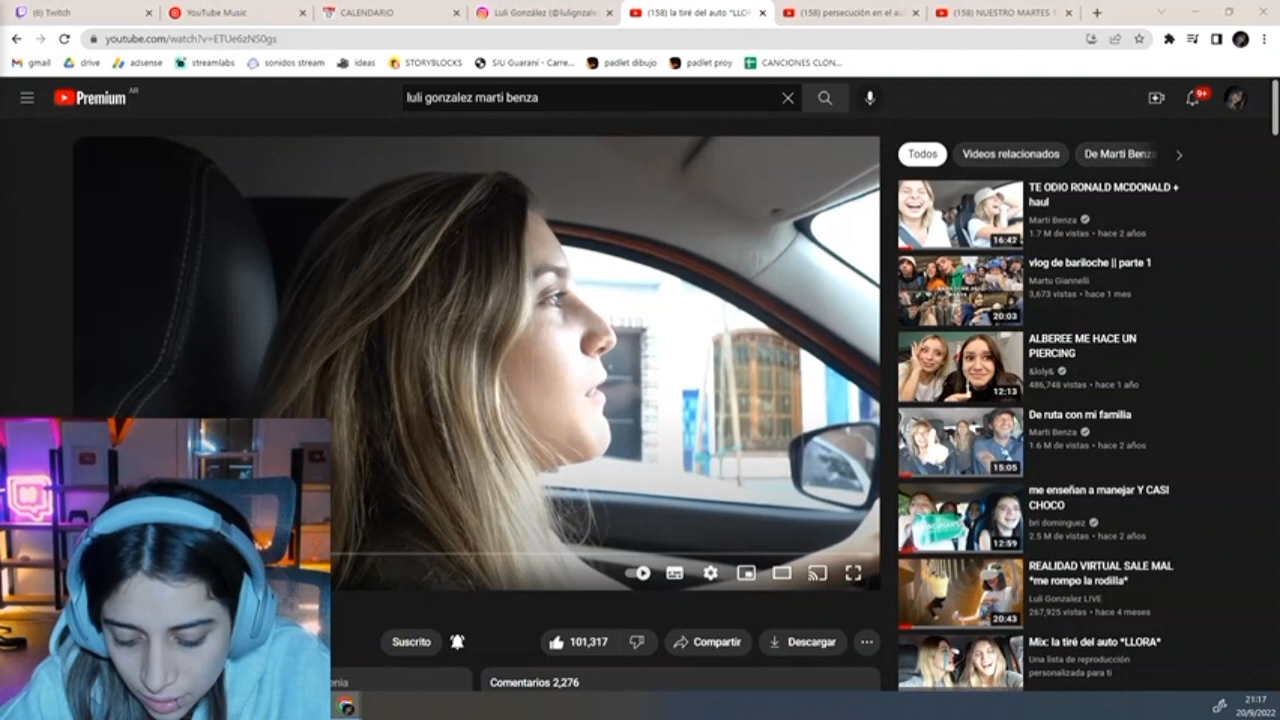 (6) Twitch
YouTube Music
CALENDARIO
Luli González (@lulignzale
(158) la tiré del auto *LLOR
(158) persecución en el au
(158) NUESTRO MARTES 1
youtube.com/watch?v=ETUe6zNS0gs
gmail
drive
adsense
streamlabs
sonidos stream
ideas
STORYBLOCKS
SIU Guaraní - Carre...
padlet dibujo
padlet proy
CANCIONES CLON...
Premium AR
luli gonzalez marti benza
9+
Todos
Videos relacionados
De Marti Benza
TE ODIO RONALD MCDONALD +
haul
Marti Benza
1.7 M de vistas • hace 2 años
16:42
vlog de bariloche || parte 1
Martu Giannelli
3,673 vistas • hace 1 mes
20:03
ALBEREE ME HACE UN
PIERCING
&loly&
486,748 vistas • hace 1 año
12:13
De ruta con mi familia
Marti Benza
1.6 M de vistas • hace 2 años
15:05
me enseñan a manejar Y CASI
CHOCO
bri dominguez
2.5 M de vistas • hace 2 años
12:59
REALIDAD VIRTUAL SALE MAL
*me rompo la rodilla*
Luli Gonzalez LIVE
267,925 vistas • hace 4 meses
20:43
Mix: la tiré del auto *LLORA*
Una lista de reproducción
personalizada para ti
Suscrito
101,317
Compartir
Descargar
Comentarios 2,276
21:17
20/9/2022